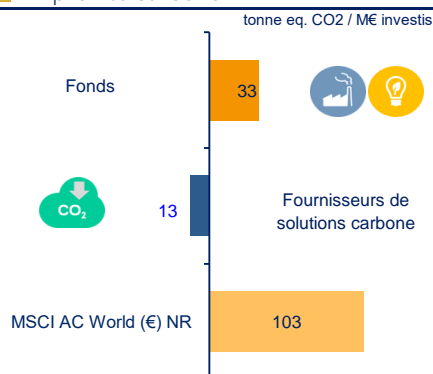 tonne eq. CO2 / M€ investis
Fonds
33
CO₂
13
Fournisseurs de
solutions carbone
MSCI AC World (€) NR
103